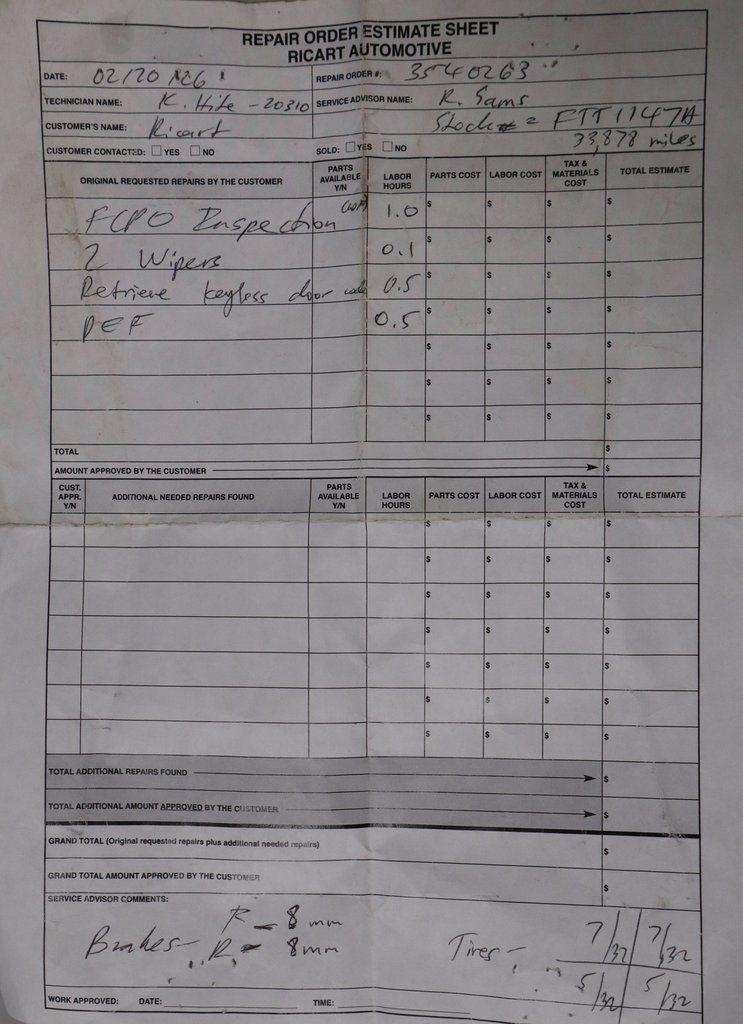 REPAIR ORDER ESTIMATE SHEET
RICART AUTOMOTIVE
DATE: 02/20/26 REPAIR ORDER #: 3540263
TECHNICIAN NAME: K. Hite - 20310 SERVICE ADVISOR NAME: R. Sams
CUSTOMER'S NAME: Ricart Stock# = FTT1147A
33,878 miles
CUSTOMER CONTACTED: YES NO SOLD: YES NO
ORIGINAL REQUESTED REPAIRS BY THE CUSTOMER PARTS AVAILABLE Y/N LABOR HOURS PARTS COST LABOR COST TAX & MATERIALS COST TOTAL ESTIMATE
FCPO Inspection 1.0 $ $ $ $
2 Wipers 0.1 $ $ $ $
Retrieve keyless door code 0.5 $ $ $ $
DEF 0.5 $ $ $ $
$ $ $ $
$ $ $ $
$ $ $ $
TOTAL $
AMOUNT APPROVED BY THE CUSTOMER $
CUST. APPR. Y/N ADDITIONAL NEEDED REPAIRS FOUND PARTS AVAILABLE Y/N LABOR HOURS PARTS COST LABOR COST TAX & MATERIALS COST TOTAL ESTIMATE
$ $ $ $
$ $ $ $
$ $ $ $
$ $ $ $
$ $ $ $
$ $ $ $
$ $ $ $
TOTAL ADDITIONAL REPAIRS FOUND $
TOTAL ADDITIONAL AMOUNT APPROVED BY THE CUSTOMER $
GRAND TOTAL (Original requested repairs plus additional needed repairs) $
GRAND TOTAL AMOUNT APPROVED BY THE CUSTOMER $
SERVICE ADVISOR COMMENTS:
Brakes - 8mm Tires - 7/32 7/32
R - 8mm 5/32 5/32
WORK APPROVED: DATE: TIME: